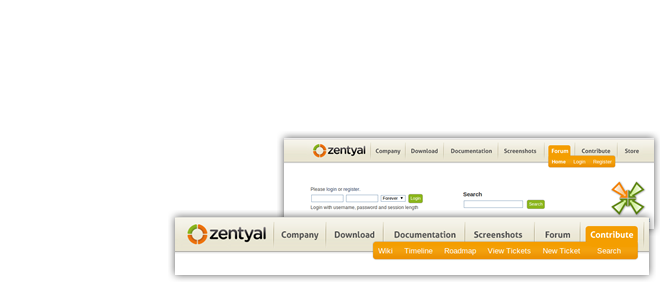 zentyal Company Download Documentation Screenshots Forum Contribute Store
Home Login Register
Please login or register.
Forever Login
Login with username, password and session length
Search
Search
zentyal Company Download Documentation Screenshots Forum Contribute
Wiki Timeline Roadmap View Tickets New Ticket Search